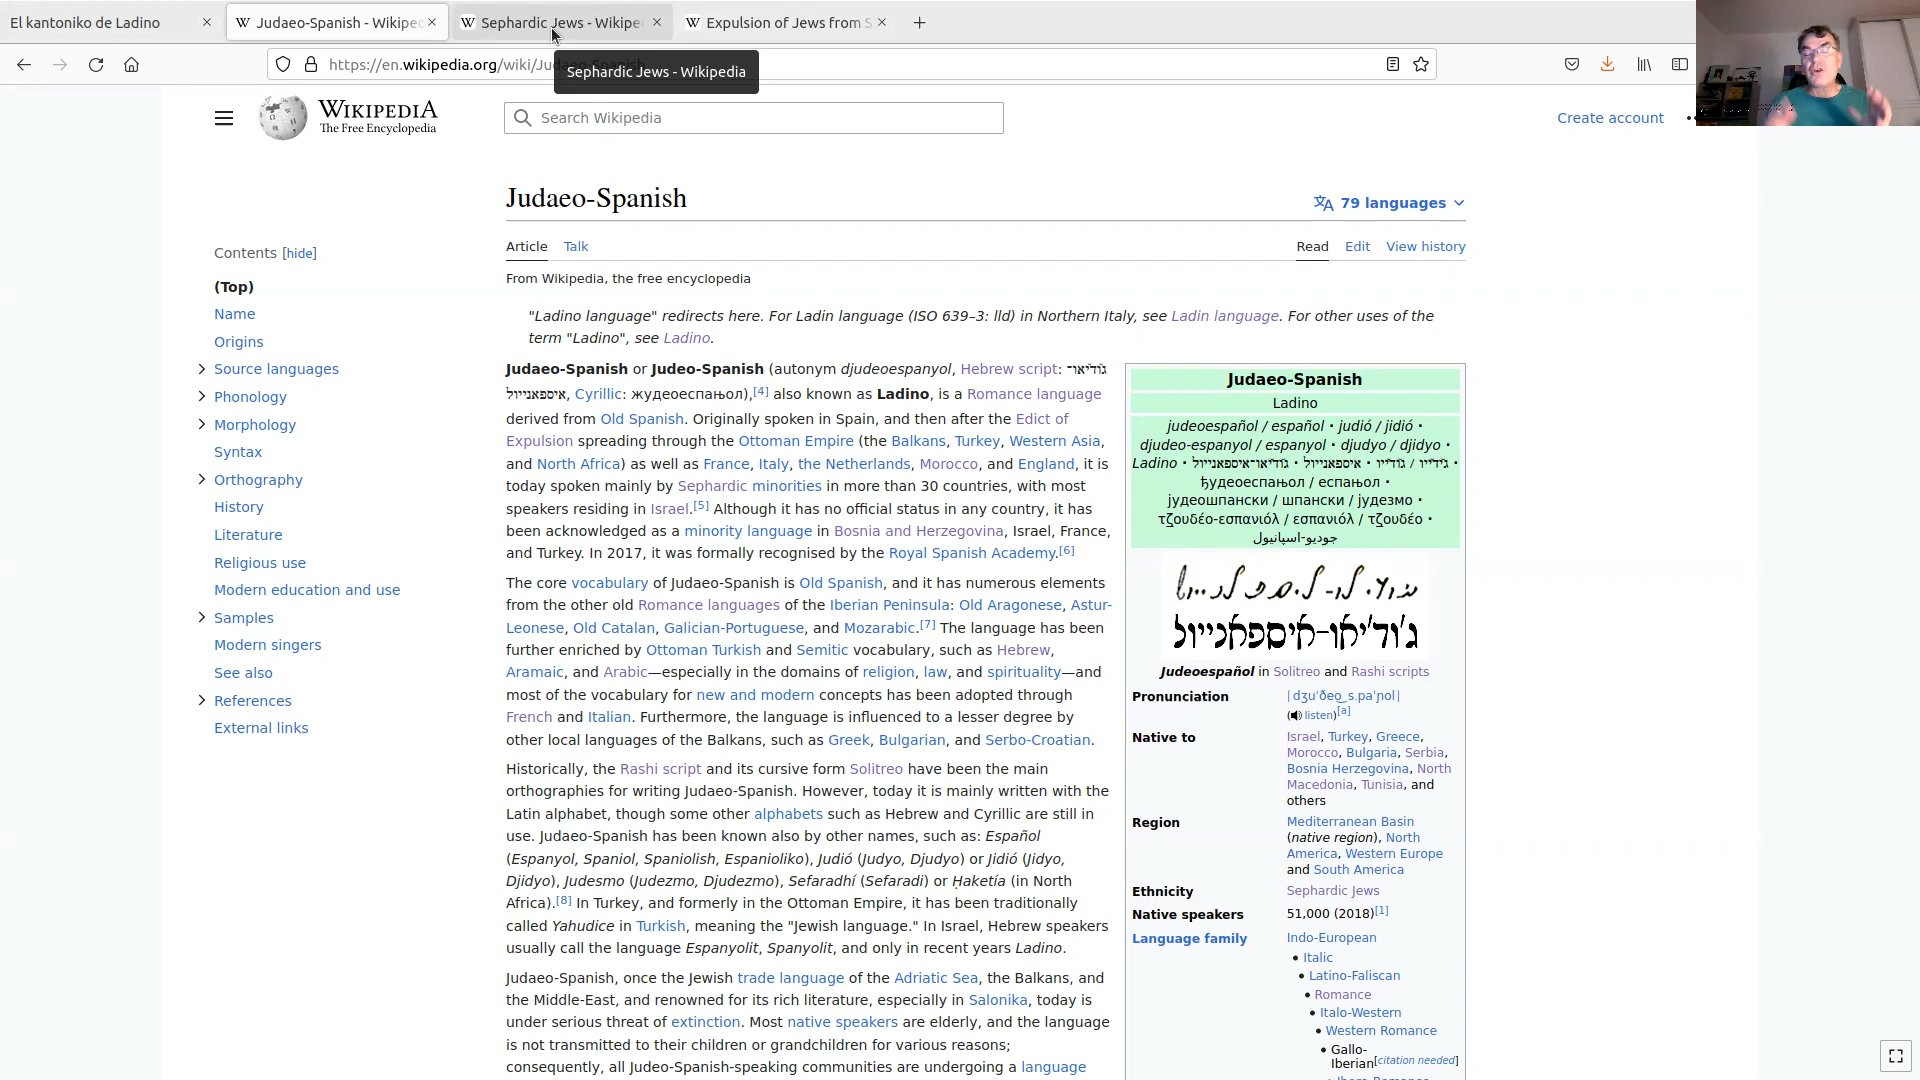 El kantoniko de Ladino
Judaeo-Spanish - Wikiped
Sephardic Jews - Wikipe
Expulsion of Jews from S
https://en.wikipedia.org/wiki/Judaeo-Spanish
Sephardic Jews - Wikipedia
WIKIPEDIA
The Free Encyclopedia
Search Wikipedia
Create account
Judaeo-Spanish
79 languages
Article Talk
Read Edit View history
From Wikipedia, the free encyclopedia
Contents [hide]
(Top)
Name
Origins
Source languages
Phonology
Morphology
Syntax
Orthography
History
Literature
Religious use
Modern education and use
Samples
Modern singers
See also
References
External links
"Ladino language" redirects here. For Ladin language (ISO 639–3: lld) in Northern Italy, see Ladin language. For other uses of the
term "Ladino", see Ladino.
Judaeo-Spanish or Judeo-Spanish (autonym djudeoespanyol, Hebrew script: גֿודֿיאו־
איספאנייול, Cyrillic: жудеоеспањол),[4] also known as Ladino, is a Romance language
derived from Old Spanish. Originally spoken in Spain, and then after the Edict of
Expulsion spreading through the Ottoman Empire (the Balkans, Turkey, Western Asia,
and North Africa) as well as France, Italy, the Netherlands, Morocco, and England, it is
today spoken mainly by Sephardic minorities in more than 30 countries, with most
speakers residing in Israel.[5] Although it has no official status in any country, it has
been acknowledged as a minority language in Bosnia and Herzegovina, Israel, France,
and Turkey. In 2017, it was formally recognised by the Royal Spanish Academy.[6]
The core vocabulary of Judaeo-Spanish is Old Spanish, and it has numerous elements
from the other old Romance languages of the Iberian Peninsula: Old Aragonese, Astur-
Leonese, Old Catalan, Galician-Portuguese, and Mozarabic.[7] The language has been
further enriched by Ottoman Turkish and Semitic vocabulary, such as Hebrew,
Aramaic, and Arabic—especially in the domains of religion, law, and spirituality—and
most of the vocabulary for new and modern concepts has been adopted through
French and Italian. Furthermore, the language is influenced to a lesser degree by
other local languages of the Balkans, such as Greek, Bulgarian, and Serbo-Croatian.
Historically, the Rashi script and its cursive form Solitreo have been the main
orthographies for writing Judaeo-Spanish. However, today it is mainly written with the
Latin alphabet, though some other alphabets such as Hebrew and Cyrillic are still in
use. Judaeo-Spanish has been known also by other names, such as: Español
(Espanyol, Spaniol, Spaniolish, Espanioliko), Judió (Judyo, Djudyo) or Jidió (Jidyo,
Djidyo), Judesmo (Judezmo, Djudezmo), Sefaradhí (Sefaradi) or Ḥaketía (in North
Africa).[8] In Turkey, and formerly in the Ottoman Empire, it has been traditionally
called Yahudice in Turkish, meaning the "Jewish language." In Israel, Hebrew speakers
usually call the language Espanyolit, Spanyolit, and only in recent years Ladino.
Judaeo-Spanish, once the Jewish trade language of the Adriatic Sea, the Balkans, and
the Middle-East, and renowned for its rich literature, especially in Salonika, today is
under serious threat of extinction. Most native speakers are elderly, and the language
is not transmitted to their children or grandchildren for various reasons;
consequently, all Judeo-Spanish-speaking communities are undergoing a language
Judaeo-Spanish
Ladino
judeoespañol / español · judió / jidió ·
djudeo-espanyol / espanyol · djudyo / djidyo ·
Ladino · גֿודֿיאו־איספאנייול · איספאנייול · גֿודֿייו / גֿידֿייו ·
ђудеоеспањол / еспањол ·
јудеошпански / шпански / јудезмо ·
τζουδέο-εσπανιόλ / εσπανιόλ / τζουδέο ·
جوديو-اسپانيول
ג׳וד׳יאו-איספאנייול
Judeoespañol in Solitreo and Rashi scripts
Pronunciation [dʒuˈðeo͜ s.paˈɲol]
(listen)[a]
Native to Israel, Turkey, Greece,
Morocco, Bulgaria, Serbia,
Bosnia Herzegovina, North
Macedonia, Tunisia, and
others
Region Mediterranean Basin
(native region), North
America, Western Europe
and South America
Ethnicity Sephardic Jews
Native speakers 51,000 (2018)[1]
Language family Indo-European
Italic
Latino-Faliscan
Romance
Italo-Western
Western Romance
Gallo-
Iberian[citation needed]